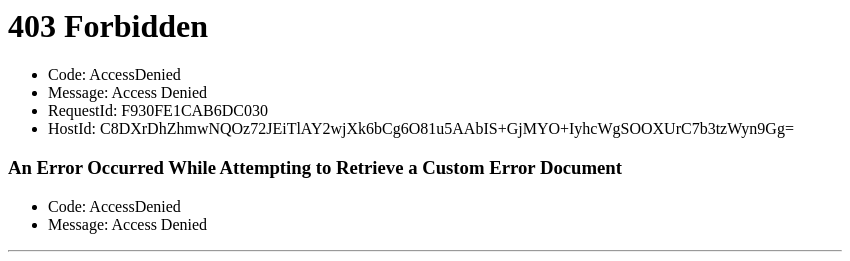 403 Forbidden
Code: AccessDenied
Message: Access Denied
RequestId: F930FE1CAB6DC030
HostId: C8DXrDhZhmwNQOz72JEiTlAY2wjXk6bCg6O81u5AAbIS+GjMYO+IyhcWgSOOXUrC7b3tzWyn9Gg=
An Error Occurred While Attempting to Retrieve a Custom Error Document
Code: AccessDenied
Message: Access Denied